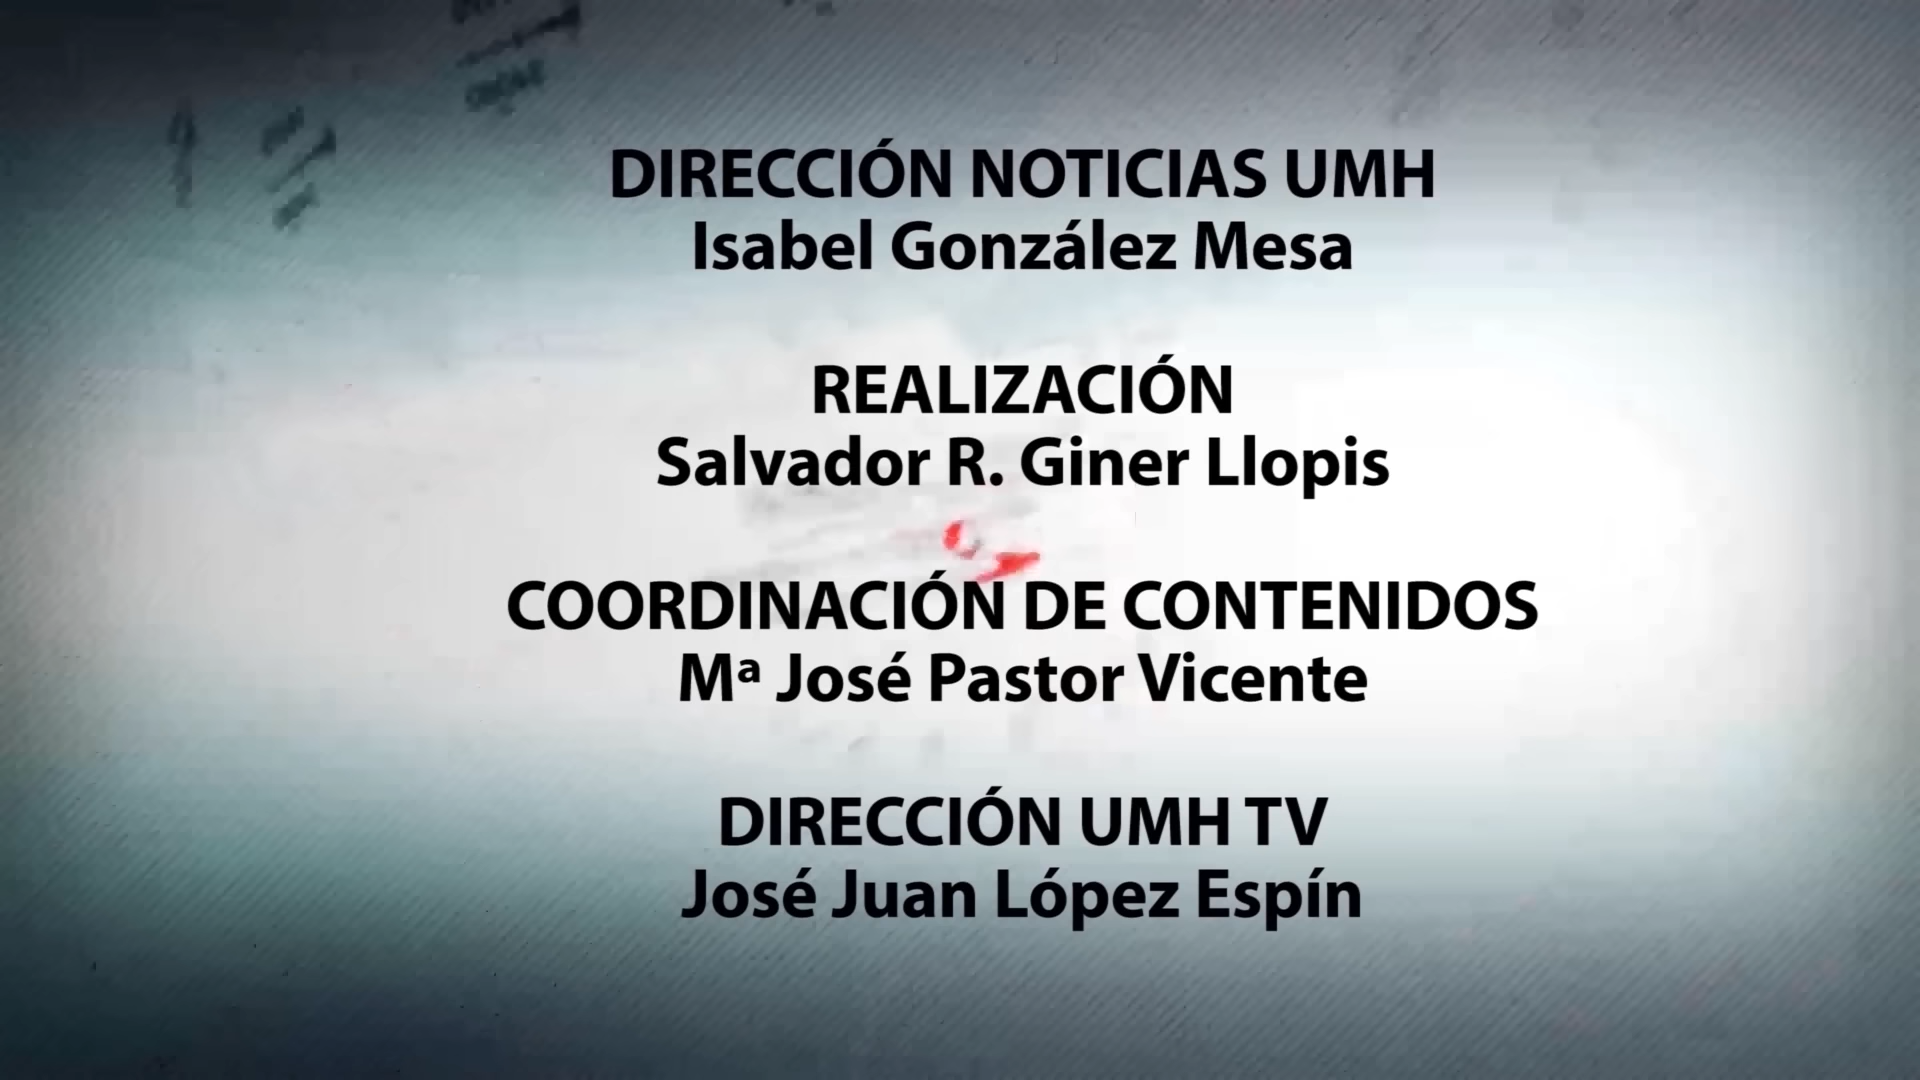 DIRECCIÓN NOTICIAS UMH
Isabel González Mesa
REALIZACIÓN
Salvador R. Giner Llopis
COORDINACIÓN DE CONTENIDOS
Mª José Pastor Vicente
DIRECCIÓN UMH TV
José Juan López Espín